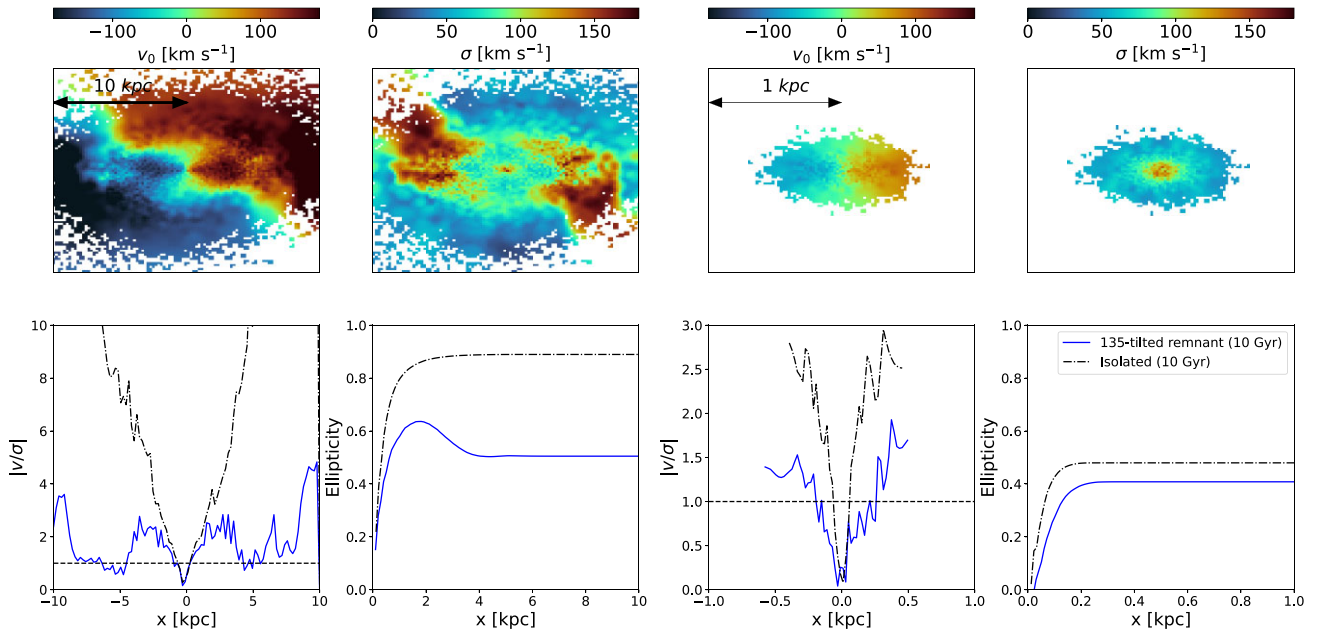 −100 0 100
v₀ [km s⁻¹]
0 50 100 150
σ [km s⁻¹]
−100 0 100
v₀ [km s⁻¹]
0 50 100 150
σ [km s⁻¹]
10 kpc
1 kpc
10
8
6
4
2
0
|v/σ|
−10 −5 0 5 10
x [kpc]
1.0
0.8
0.6
0.4
0.2
0.0
Ellipticity
0 2 4 6 8 10
x [kpc]
3.0
2.5
2.0
1.5
1.0
0.5
0.0
|v/σ|
−1.0 −0.5 0.0 0.5 1.0
x [kpc]
1.0
0.8
0.6
0.4
0.2
0.0
Ellipticity
135-tilted remnant (10 Gyr)
Isolated (10 Gyr)
0.0 0.2 0.4 0.6 0.8 1.0
x [kpc]